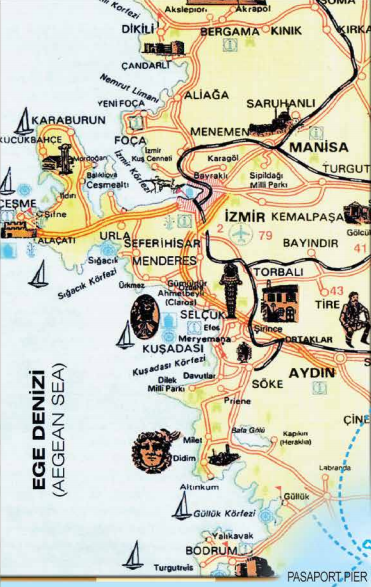 Akslepion Akrapol
SOMA
DİKİLİ
BERGAMA KINIK KIRKA
ÇANDARLI
Nemrut Limanı
ALİAĞA
YENİ FOÇA
SARUHANLI
KARABURUN
FOÇA
MENEMEN
MANİSA
KÜÇÜKBAHÇE
Mordoğan
İzmir
Kuş Cenneti
Karagöl
Balıklıova
Bayraklı
Sipildağı
Milli Parkı
TURGUT
Çeşmealtı
İzmir Körfezi
Ildırı
ÇEŞME
İZMİR KEMALPAŞA
ALAÇATI
URLA
2
79
Gölcü
SEFERİHİSAR
BAYINDIR
41
Sığacık
MENDERES
TORBALI
Sığacık Körfezi
Ürkmez
Gümüldür
Ahmetbeyli
(Claros)
43
TİRE
SELÇUK
Efes
Şirince
Meryemana
ORTAKLAR
KUŞADASI
Kuşadası Körfezi
AYDIN
Dilek
Milli Parkı
Davutlar
SÖKE
Priene
EGE DENİZİ
(AEGEAN SEA)
ÇİNE
Bafa Gölü
Kapıkırı
(Heraklia)
Milet
Didim
Labranda
Altınkum
Güllük
Güllük Körfezi
Yalıkavak
BODRUM
Turgutreis
PASAPORT PIER